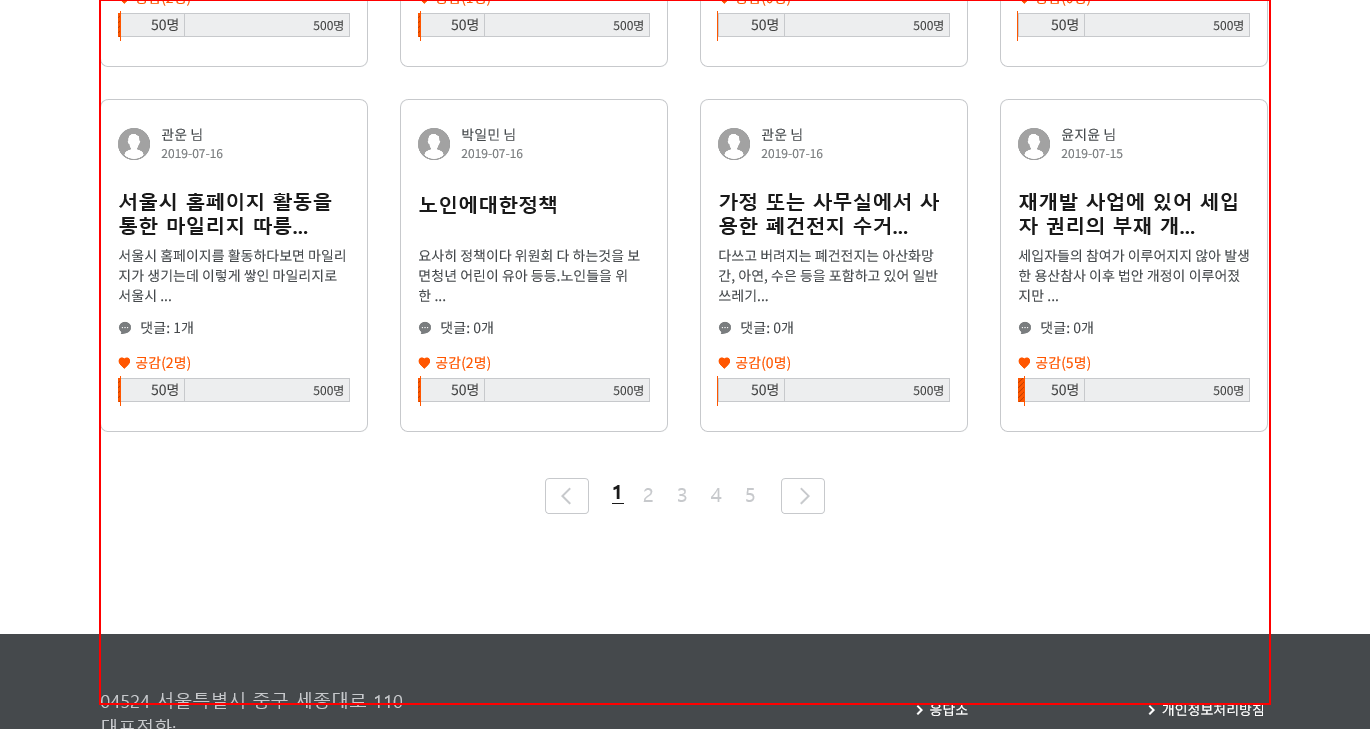 공감(2명)
공감(1명)
공감(0명)
공감(0명)
50명 500명
50명 500명
50명 500명
50명 500명
관운 님
2019-07-16
서울시 홈페이지 활동을
통한 마일리지 따릉...
서울시 홈페이지를 활동하다보면 마일리
지가 생기는데 이렇게 쌓인 마일리지로
서울시 ...
댓글: 1개
공감(2명)
50명 500명
박일민 님
2019-07-16
노인에대한정책
요사히 정책이다 위원회 다 하는것을 보
면청년 어린이 유아 등등.노인들을 위
한 ...
댓글: 0개
공감(2명)
50명 500명
관운 님
2019-07-16
가정 또는 사무실에서 사
용한 폐건전지 수거...
다쓰고 버려지는 폐건전지는 아산화망
간, 아연, 수은 등을 포함하고 있어 일반
쓰레기...
댓글: 0개
공감(0명)
50명 500명
윤지윤 님
2019-07-15
재개발 사업에 있어 세입
자 권리의 부재 개...
세입자들의 참여가 이루어지지 않아 발생
한 용산참사 이후 법안 개정이 이루어졌
지만 ...
댓글: 0개
공감(5명)
50명 500명
1 2 3 4 5
04524 서울특별시 중구 세종대로 110
대표전화:
응답소
개인정보처리방침